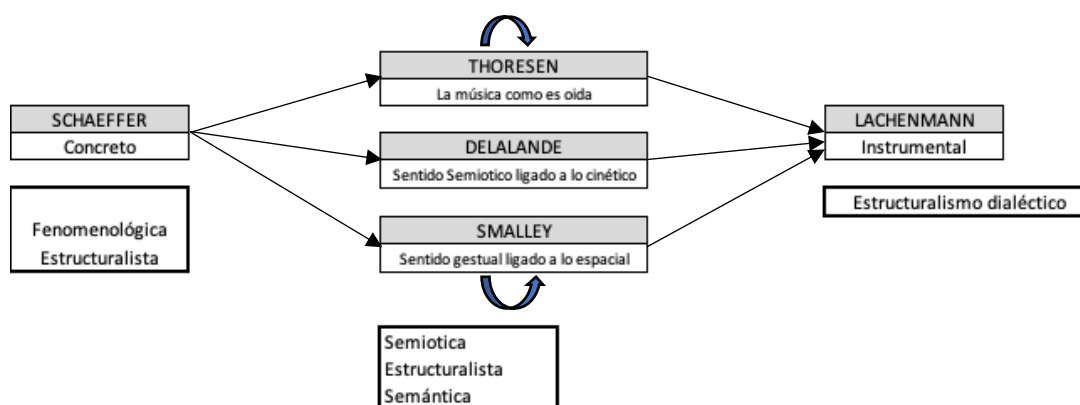 SCHAEFFER
Concreto
Fenomenológica
Estructuralista
THORESEN
La música como es oida
DELALANDE
Sentido Semiotico ligado a lo cinético
SMALLEY
Sentido gestual ligado a lo espacial
Semiotica
Estructuralista
Semántica
LACHENMANN
Instrumental
Estructuralismo dialéctico